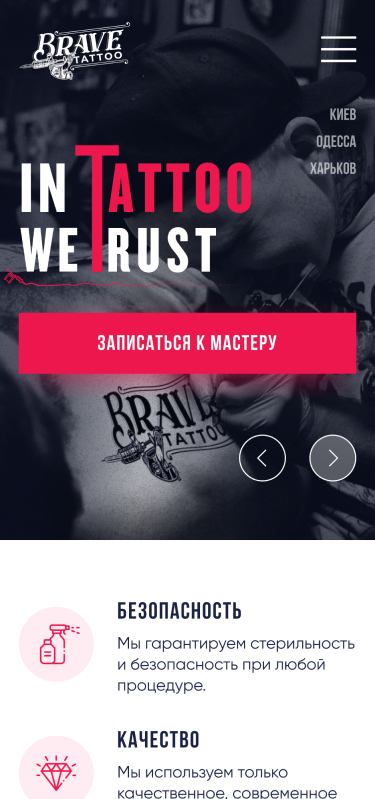 BRAVE
TATTOO
КИЕВ
ОДЕССА
ХАРЬКОВ
IN TATTOO
WE TRUST
ЗАПИСАТЬСЯ К МАСТЕРУ
BRAVE
TATTOO
БЕЗОПАСНОСТЬ
Мы гарантируем стерильность
и безопасность при любой
процедуре.
КАЧЕСТВО
Мы используем только
качественное, современное